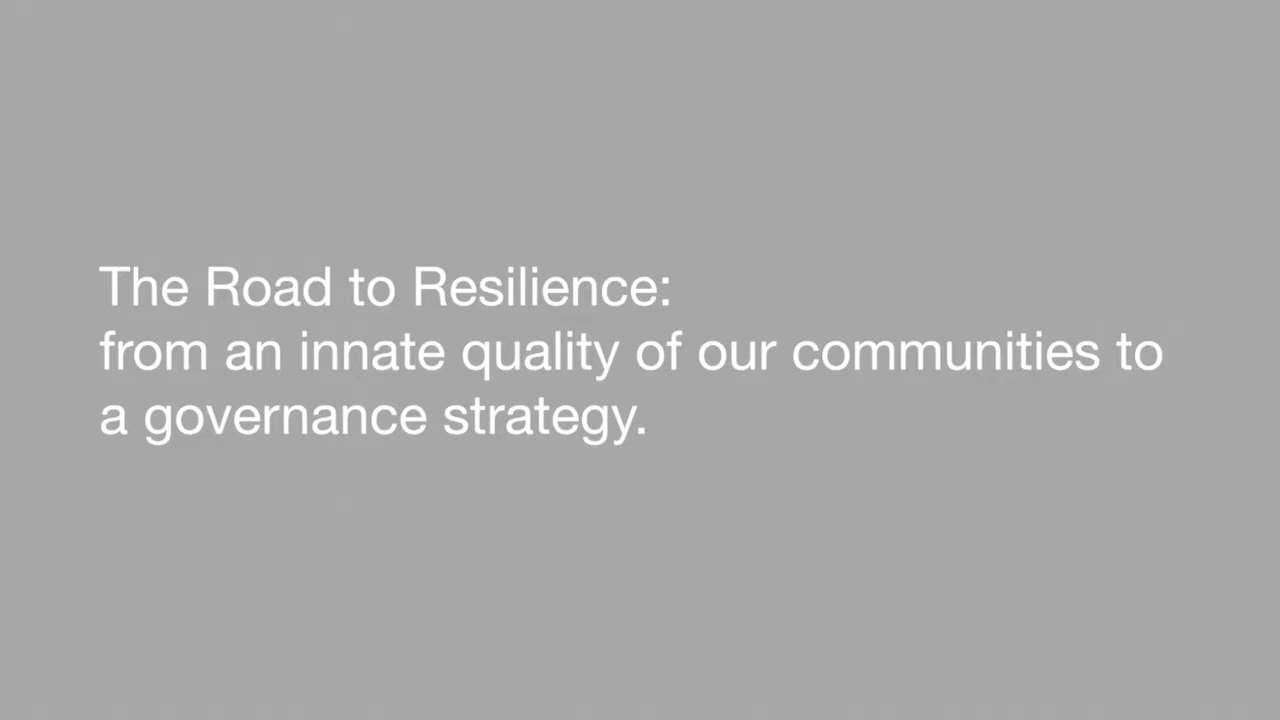 The Road to Resilience:
from an innate quality of our communities to
a governance strategy.